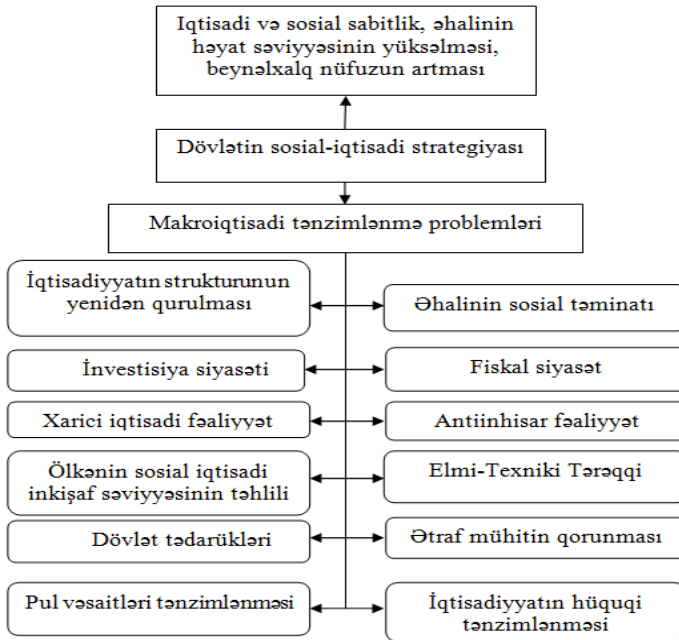 Iqtisadi və sosial sabitlik, əhalinin
həyat səviyyəsinin yüksəlməsi,
beynəlxalq nüfuzun artması
Dövlətin sosial-iqtisadi strategiyası
Makroiqtisadi tənzimlənmə problemləri
İqtisadiyyatın strukturunun
yenidən qurulması
Əhalinin sosial təminatı
İnvestisiya siyasəti
Fiskal siyasət
Xarici iqtisadi fəaliyyət
Antiinhisar fəaliyyət
Ölkənin sosial iqtisadi
inkişaf səviyyəsinin təhlili
Elmi-Texniki Tərəqqi
Dövlət tədarükləri
Ətraf mühitin qorunması
Pul vəsaitləri tənzimlənməsi
İqtisadiyyatın hüquqi
tənzimlənməsi